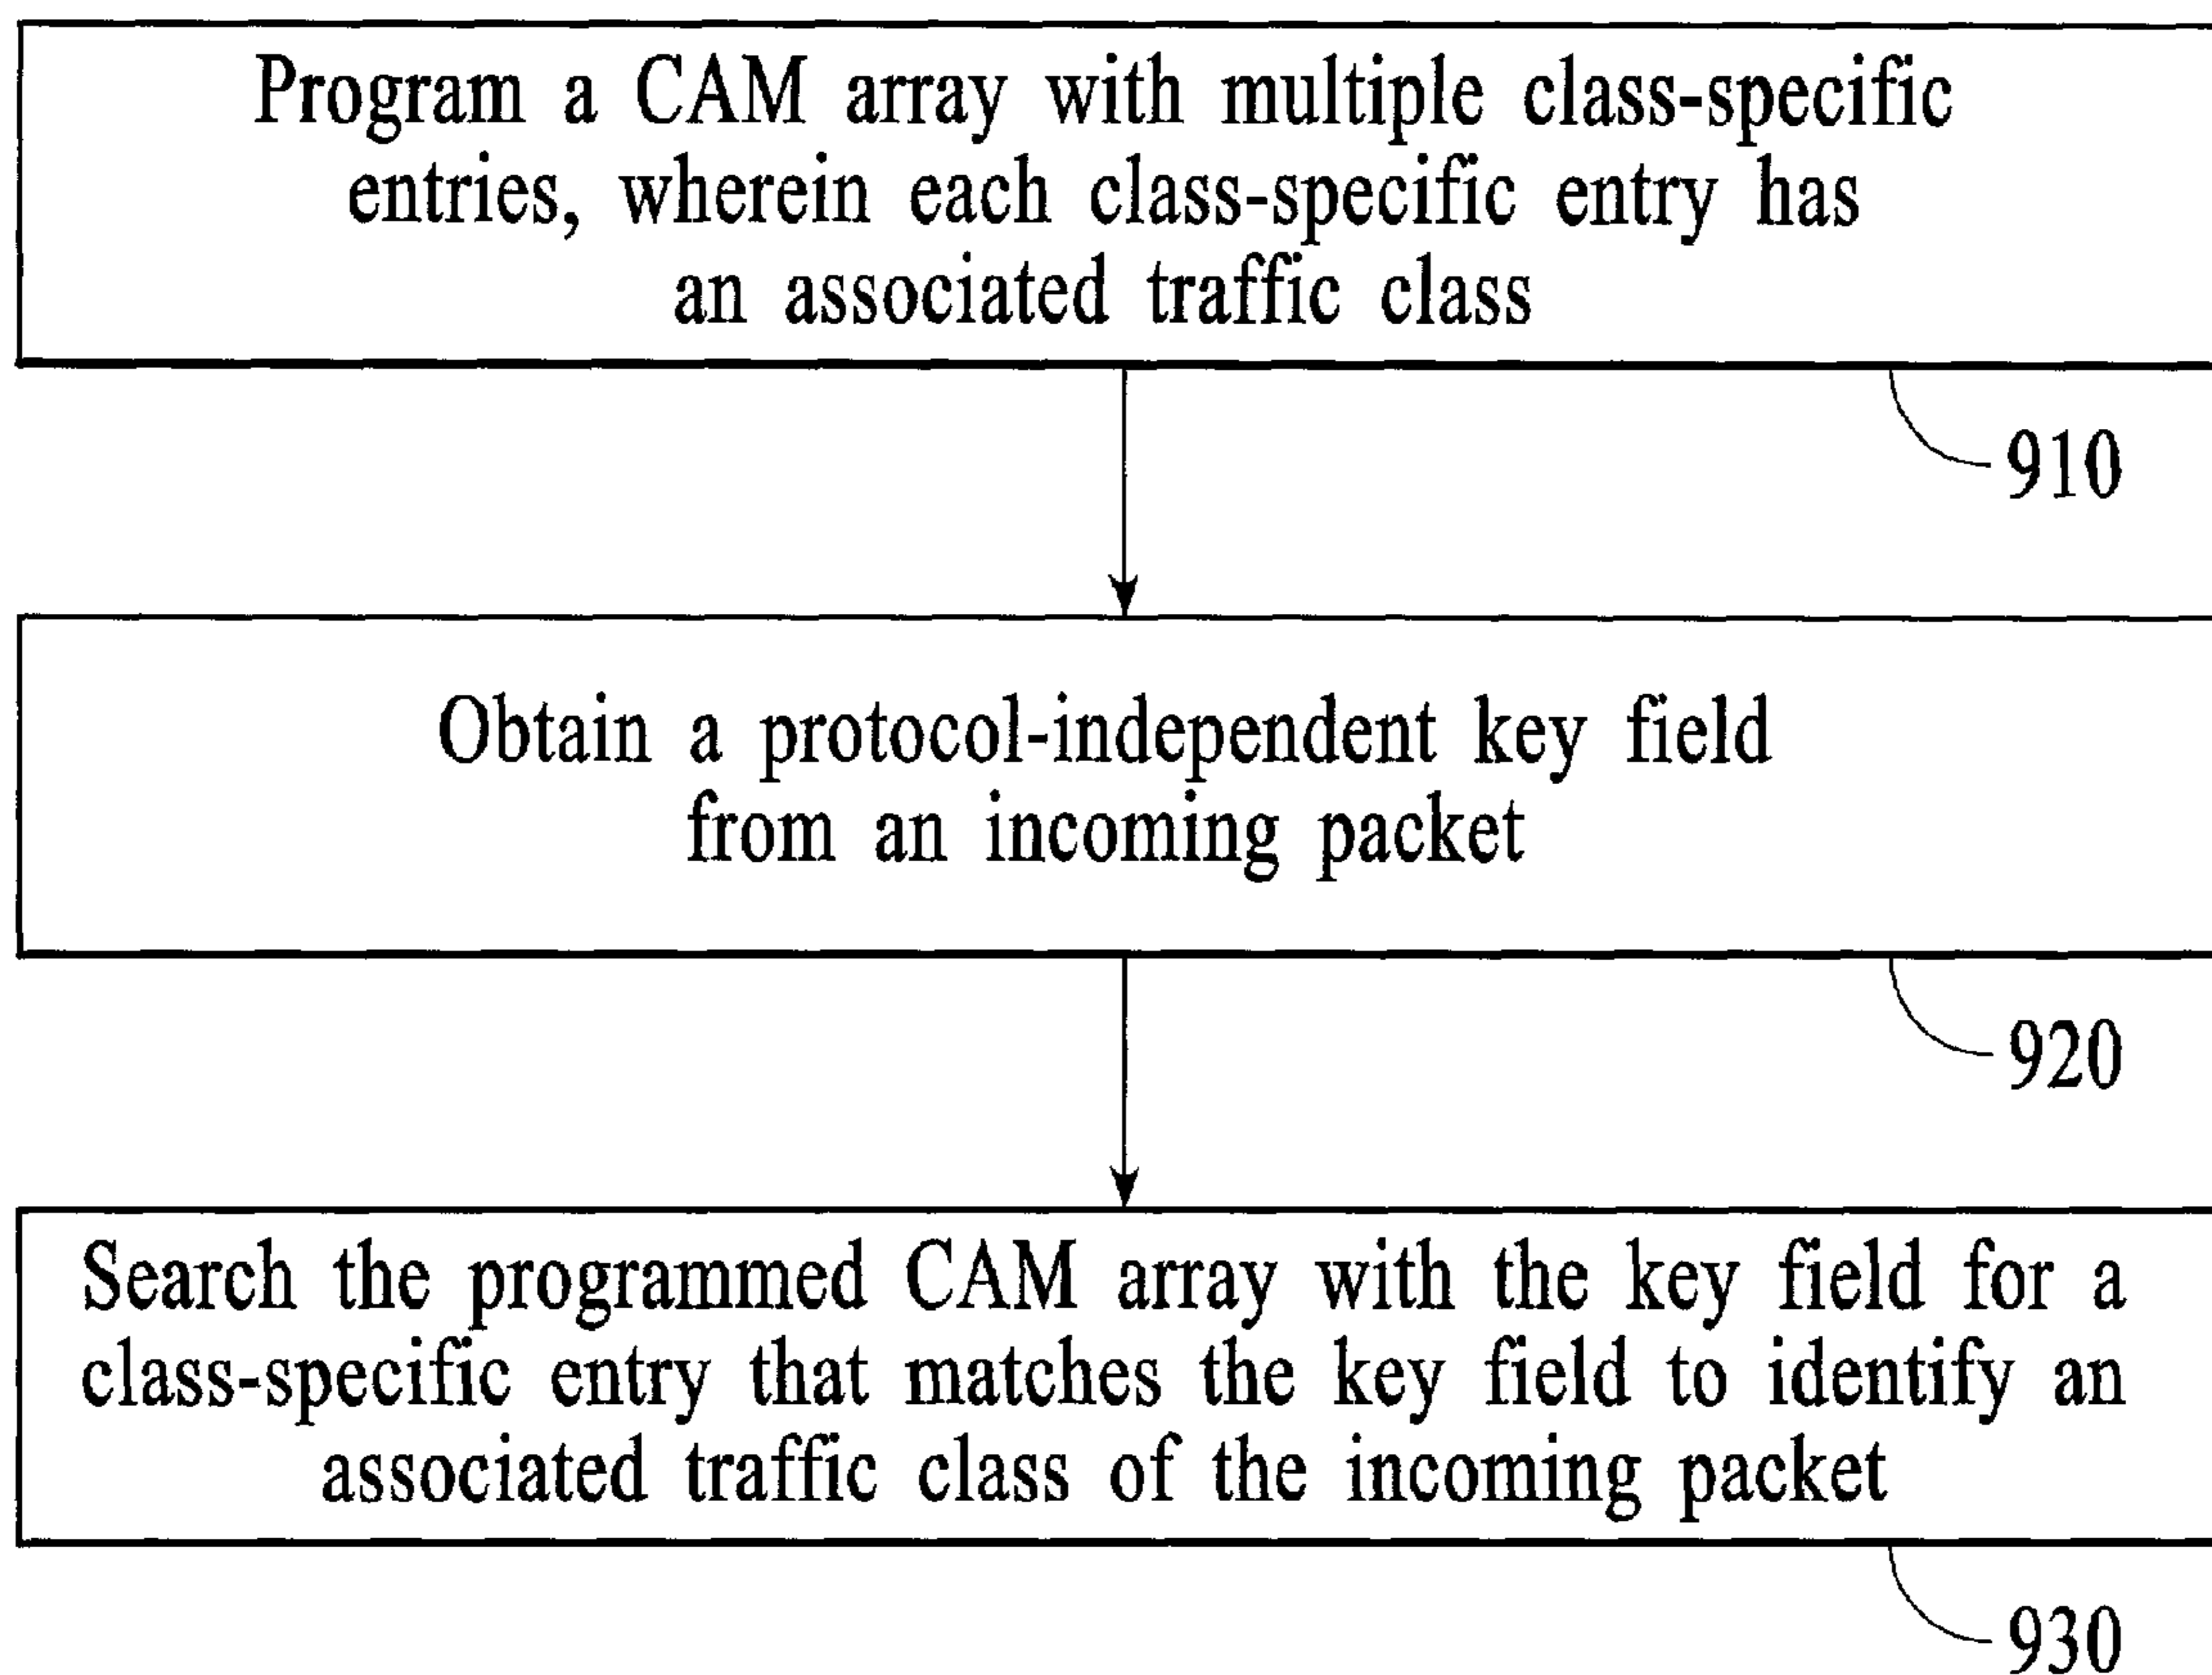 Program a CAM array with multiple class-specific
entries, wherein each class-specific entry has
an associated traffic class
910
Obtain a protocol-independent key field
from an incoming packet
920
Search the programmed CAM array with the key field for a
class-specific entry that matches the key field to identify an
associated traffic class of the incoming packet
930